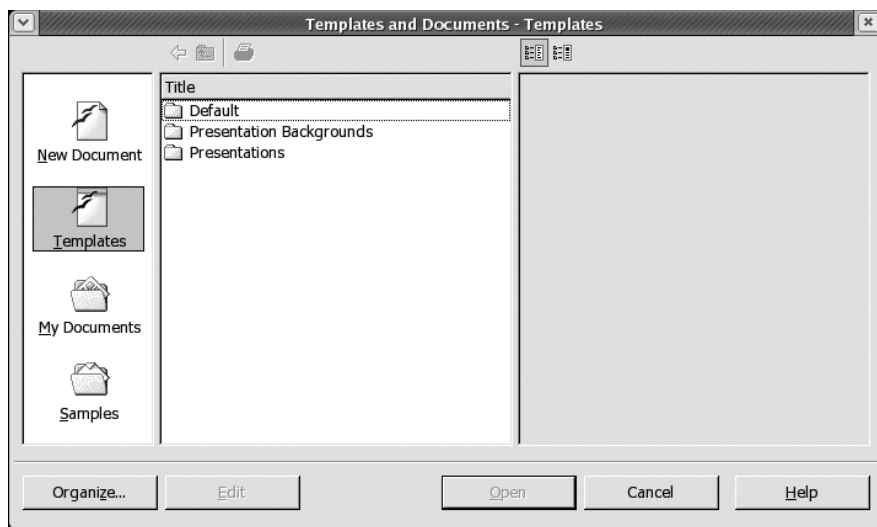 Templates and Documents - Templates
New Document
Templates
My Documents
Samples
Title
Default
Presentation Backgrounds
Presentations
Organize...
Edit
Open
Cancel
Help